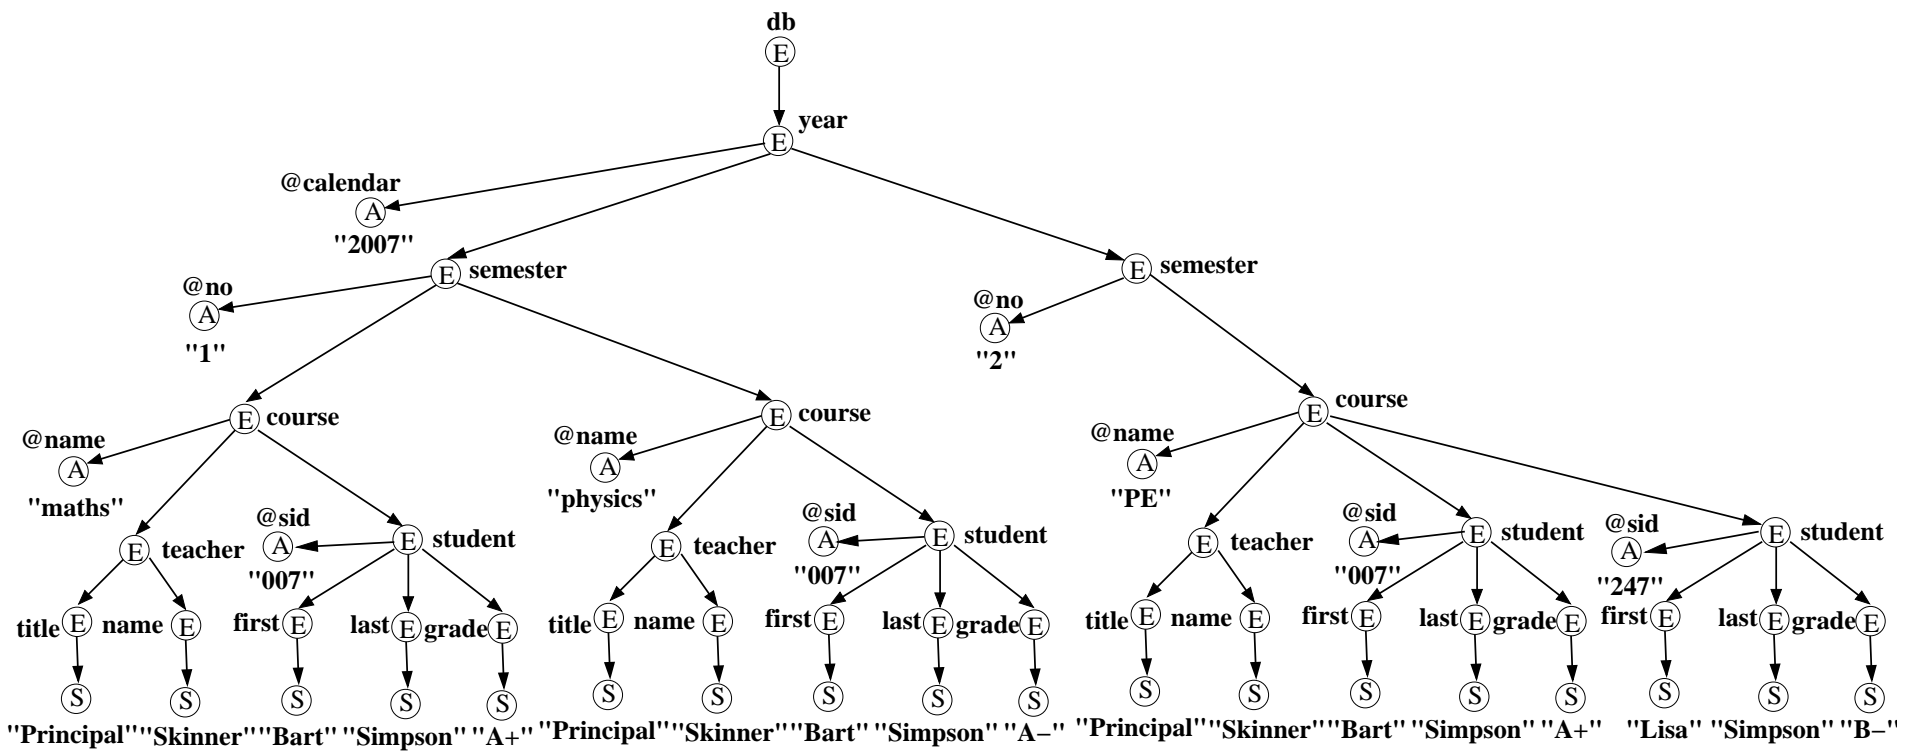 db
E
year
E
@calendar
A
"2007"
E semester
E semester
@no
A
"1"
@no
A
"2"
E course
E course
E course
@name
A
"maths"
@name
A
"physics"
@name
A
"PE"
E teacher
@sid
A
"007"
E student
E teacher
@sid
A
"007"
E student
E teacher
@sid
A
"007"
E student
@sid
A
"247"
E student
title E name E first E last E grade E title E name E first E last E grade E title E name E first E last E grade E first E last E grade E
S S S S S S S S S S S S S S S S S S
"Principal" "Skinner" "Bart" "Simpson" "A+" "Principal" "Skinner" "Bart" "Simpson" "A−" "Principal" "Skinner" "Bart" "Simpson" "A+" "Lisa" "Simpson" "B−"